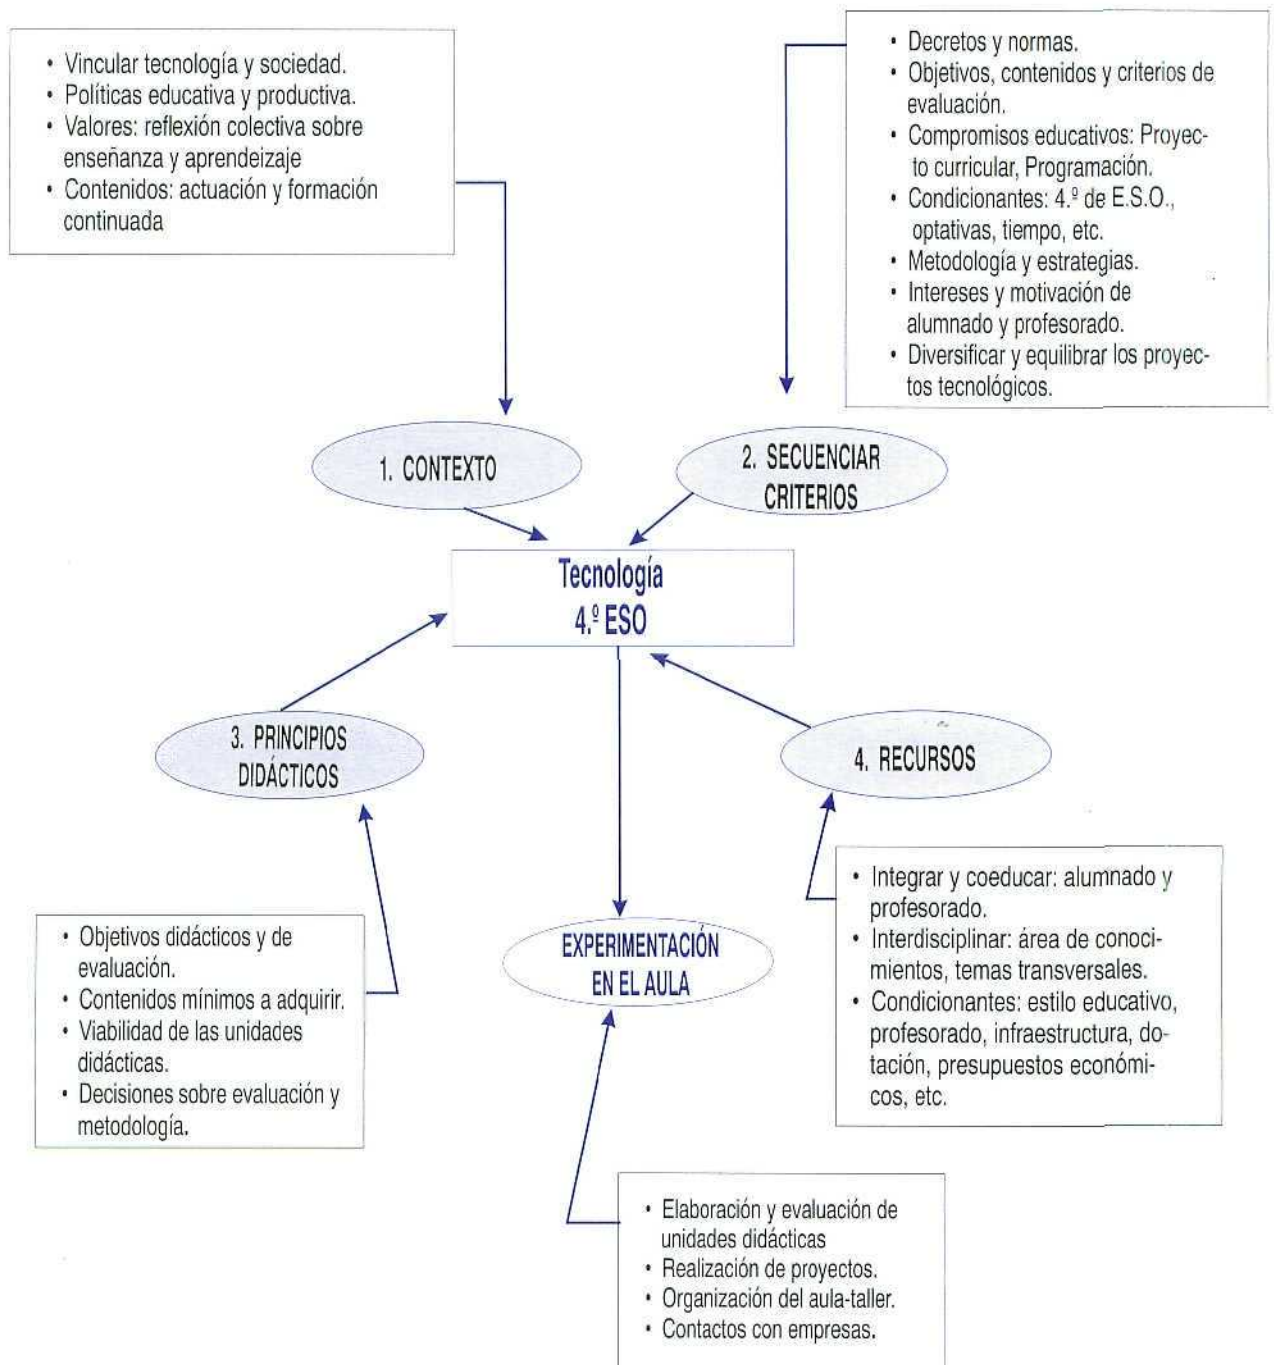 • Vincular tecnología y sociedad.
• Políticas educativa y productiva.
• Valores: reflexión colectiva sobre
enseñanza y aprendeizaje
• Contenidos: actuación y formación
continuada
• Decretos y normas.
• Objetivos, contenidos y criterios de
evaluación.
• Compromisos educativos: Proyec-
to curricular, Programación.
• Condicionantes: 4.º de E.S.O.,
optativas, tiempo, etc.
• Metodología y estrategias.
• Intereses y motivación de
alumnado y profesorado.
• Diversificar y equilibrar los proyec-
tos tecnológicos.
1. CONTEXTO
2. SECUENCIAR
CRITERIOS
Tecnología
4.º ESO
3. PRINCIPIOS
DIDÁCTICOS
4. RECURSOS
• Objetivos didácticos y de
evaluación.
• Contenidos mínimos a adquirir.
• Viabilidad de las unidades
didácticas.
• Decisiones sobre evaluación y
metodología.
EXPERIMENTACIÓN
EN EL AULA
• Integrar y coeducar: alumnado y
profesorado.
• Interdisciplinar: área de conoci-
mientos, temas transversales.
• Condicionantes: estilo educativo,
profesorado, infraestructura, do-
tación, presupuestos económi-
cos, etc.
• Elaboración y evaluación de
unidades didácticas
• Realización de proyectos.
• Organización del aula-taller.
• Contactos con empresas.